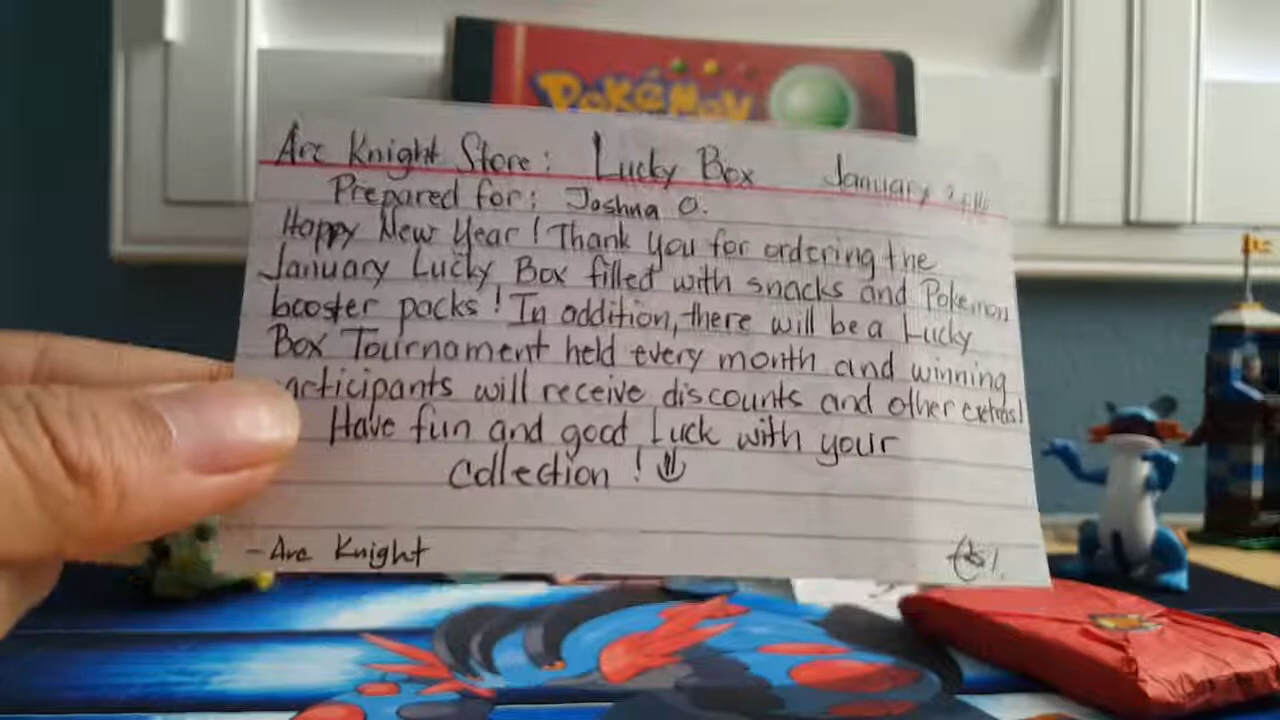 POKéMON
Arc Knight Store: Lucky Box January
Prepared for: Joshua O.
Happy New Year! Thank you for ordering the
January Lucky Box filled with snacks and Pokemon
booster packs! In addition, there will be a Lucky
Box Tournament held every month and winning
articipants will receive discounts and other extras!
Have fun and good Luck with your
collection!
-Arc Knight